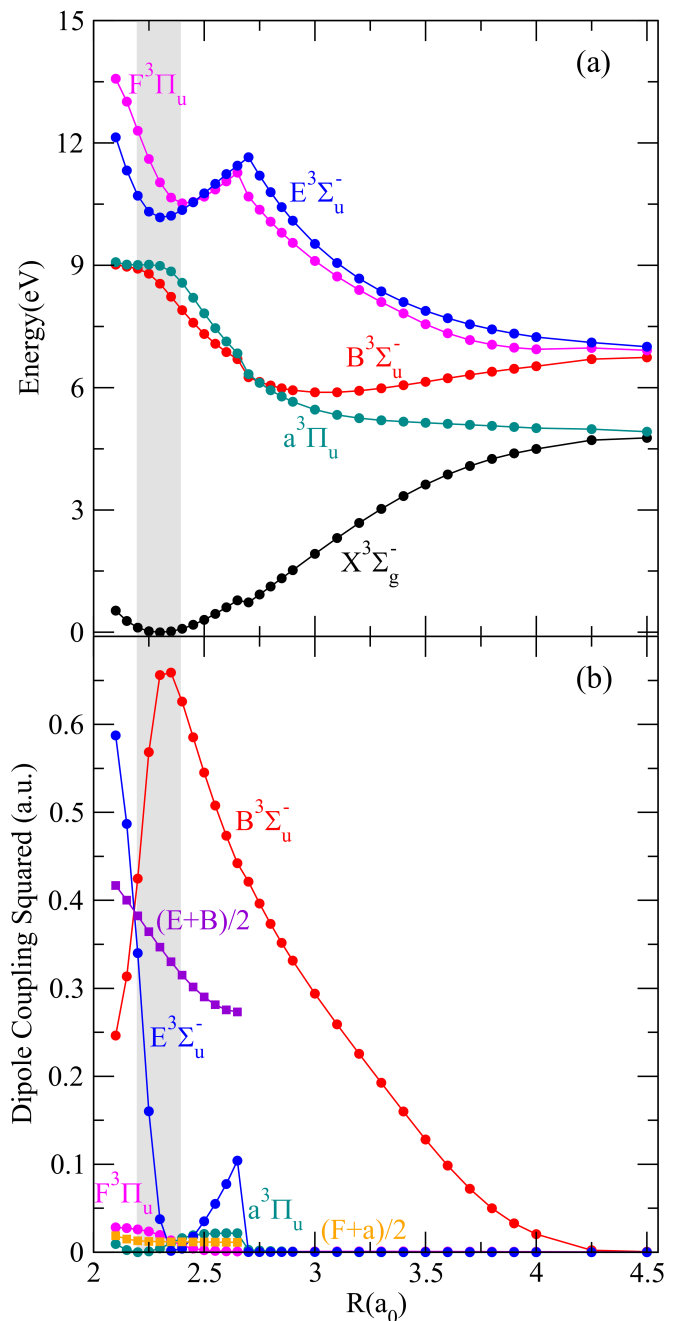 15
(a)
F³Πᵤ
12
E³Σᵤ⁻
9
Energy(eV)
B³Σᵤ⁻
6
a³Πᵤ
3
X³Σg⁻
0
(b)
0.6
0.5
B³Σᵤ⁻
0.4
(E+B)/2
Dipole Coupling Squared (a.u.)
0.3
E³Σᵤ⁻
0.2
0.1
F³Πᵤ
a³Πᵤ
(F+a)/2
0
2 2.5 3 3.5 4 4.5
R(a₀)